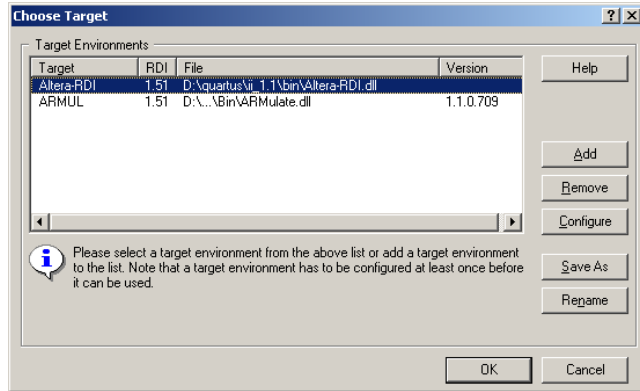 Choose Target
Target Environments
Target RDI File Version
Altera-RDI 1.51 D:\quartus\ii_1.1\bin\Altera-RDI.dll
ARMUL 1.51 D:\...\Bin\ARMulate.dll 1.1.0.709
Help
Add
Remove
Configure
Please select a target environment from the above list or add a target environment
to the list. Note that a target environment has to be configured at least once before
it can be used.
Save As
Rename
OK Cancel